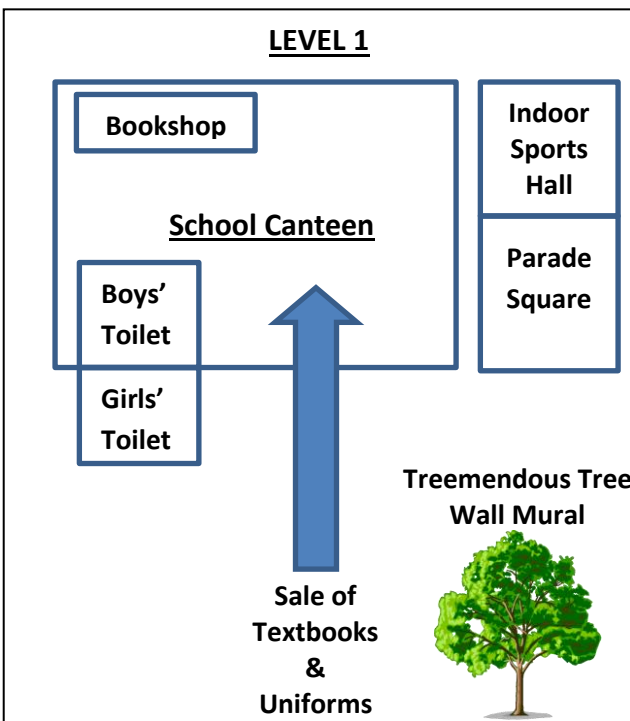 LEVEL 1
Bookshop
Indoor
Sports
Hall
School Canteen
Parade
Square
Boys’
Toilet
Girls’
Toilet
Treemendous Tree
Wall Mural
Sale of
Textbooks
&
Uniforms